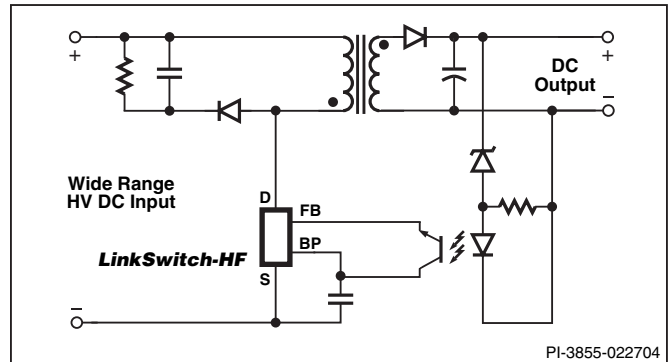 +
+
DC
Output
–
Wide Range
HV DC Input
D
FB
BP
LinkSwitch-HF
S
–
PI-3855-022704